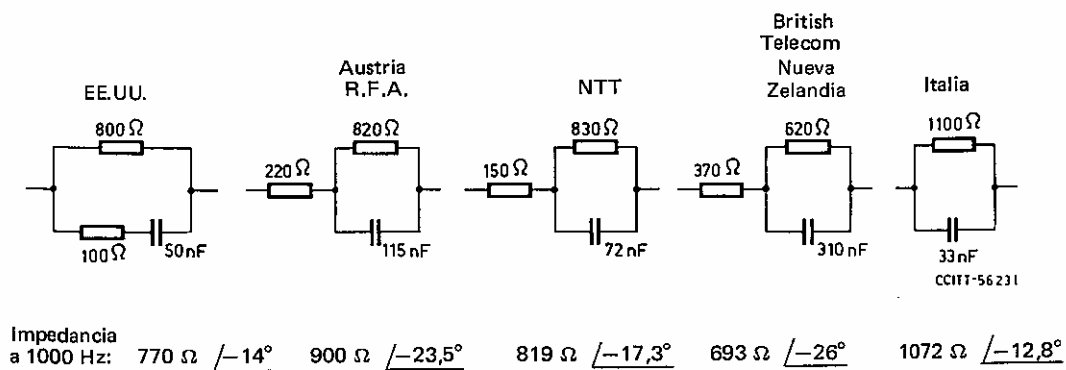 EE.UU.
Austria
R.F.A.
NTT
British
Telecom
Nueva
Zelandia
Italia
800 Ω
100 Ω
50 nF
220 Ω
820 Ω
115 nF
150 Ω
830 Ω
72 nF
370 Ω
620 Ω
310 nF
1100 Ω
33 nF
CCITT-56231
Impedancia
a 1000 Hz: 770 Ω /–14° 900 Ω /–23,5° 819 Ω /–17,3° 693 Ω /–26° 1072 Ω /–12,8°